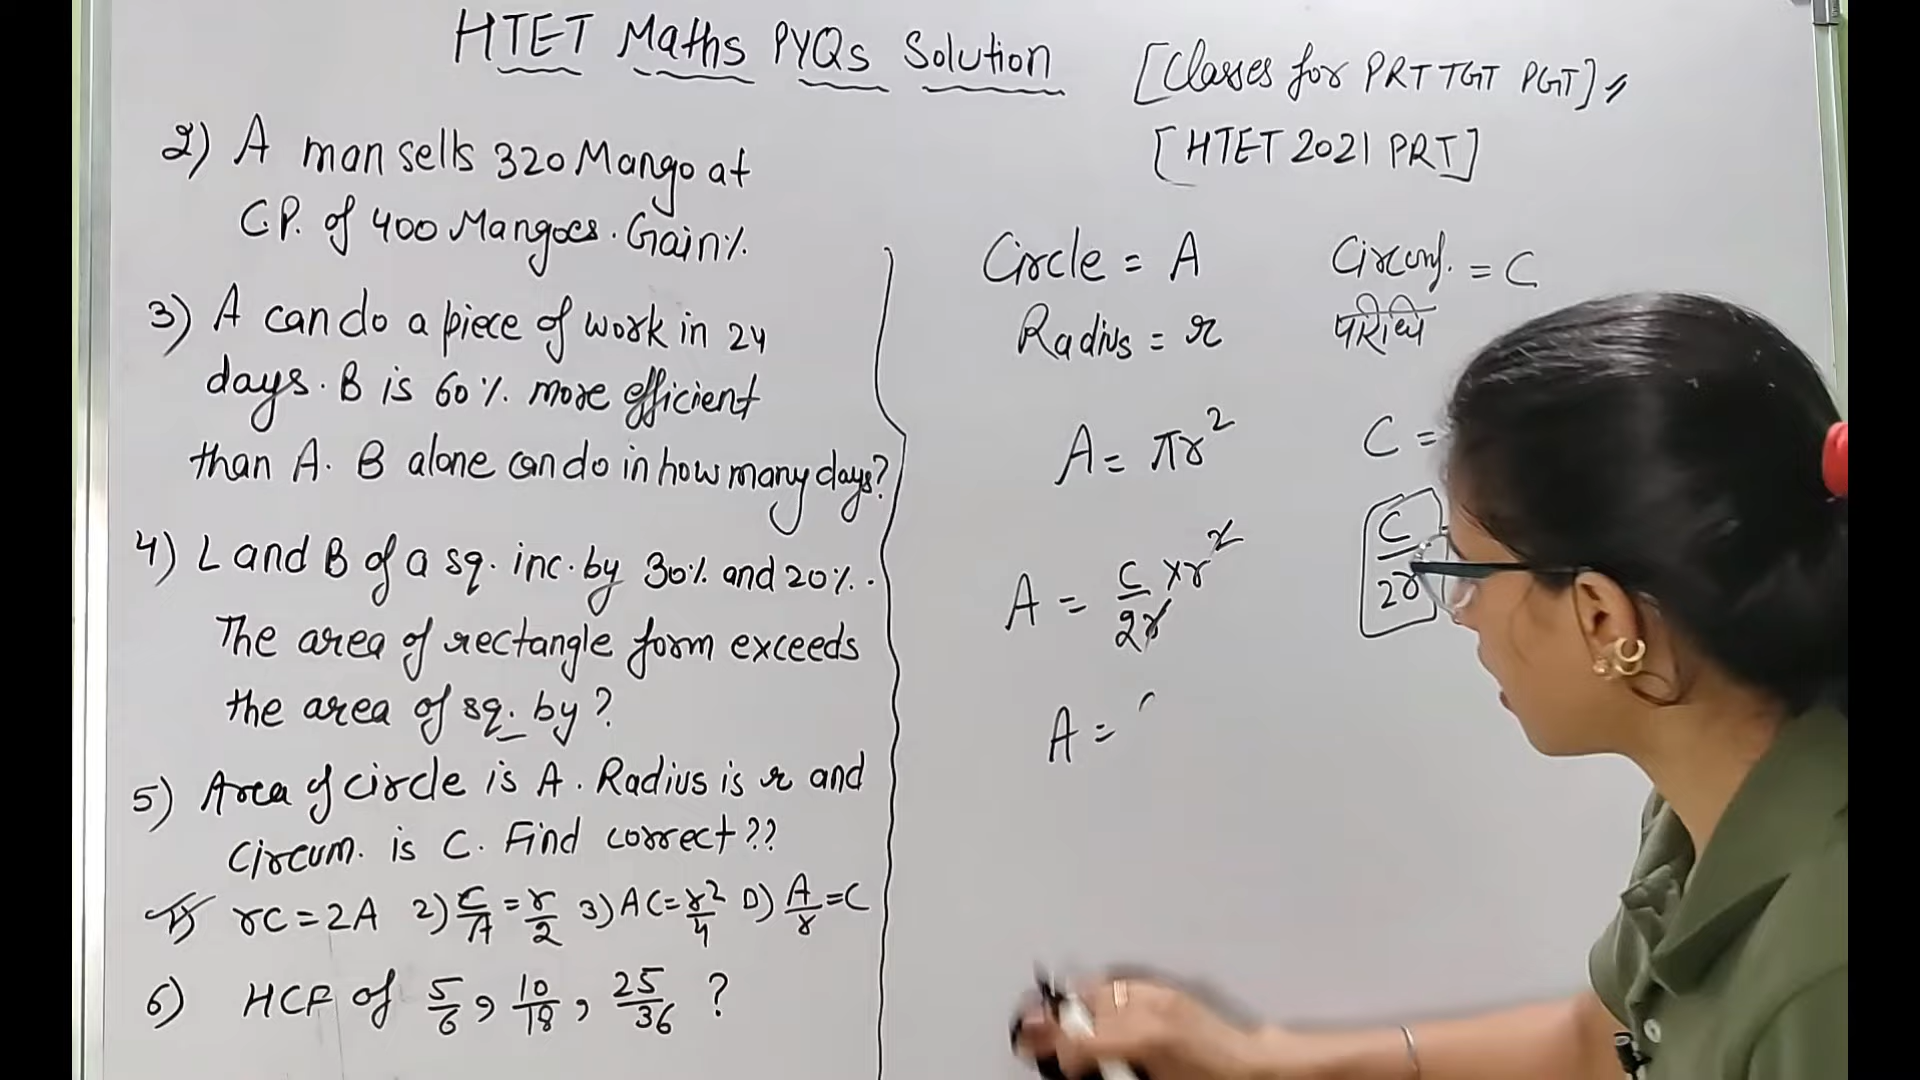 HTET Maths PYQs Solution
[Classes for PRT TGT PGT]
[HTET 2021 PRT]
2) A man sells 320 Mango at
C.P. of 400 Mangoes. Gain%.
3) A can do a piece of work in 24
days. B is 60%. more efficient
than A. B alone can do in how many days?
4) L and B of a sq. inc. by 30% and 20%.
The area of rectangle form exceeds
the area of sq. by?
5) Area of circle is A. Radius is r and
Circum. is C. Find correct??
1) rC=2A 2) C/A = r/2 3) AC= r²/4 D) A/r =C
6) HCF of 5/6, 10/18, 25/36 ?
Circle = A
Radius = r
A = πr²
A = C/2r × r²
A =
Circumf. = C
परिधि
C =
C/2r